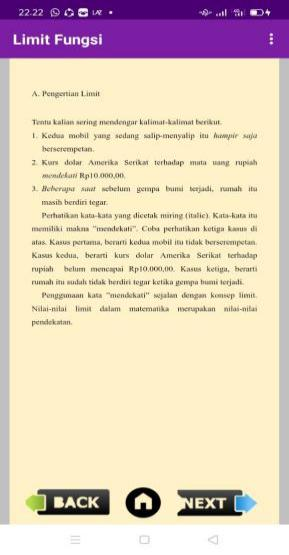 22.22
Limit Fungsi
A. Pengertian Limit
Tentu kalian sering mendengar kalimat-kalimat berikut.
1. Kedua mobil yang sedang salip-menyalip itu hampir saja
berserempetan.
2. Kurs dolar Amerika Serikat terhadap mata uang rupiah
mendekati Rp10.000,00.
3. Beberapa saat sebelum gempa bumi terjadi, rumah itu
masih berdiri tegar.
Perhatikan kata-kata yang dicetak miring (italic). Kata-kata itu
memiliki makna "mendekati". Coba perhatikan ketiga kasus di
atas. Kasus pertama, berarti kedua mobil itu tidak berserempetan.
Kasus kedua, berarti kurs dolar Amerika Serikat terhadap
rupiah belum mencapai Rp10.000,00. Kasus ketiga, berarti
rumah itu sudah tidak berdiri tegar ketika gempa bumi terjadi.
Penggunaan kata "mendekati" sejalan dengan konsep limit.
Nilai-nilai limit dalam matematika merupakan nilai-nilai
pendekatan.
BACK
NEXT